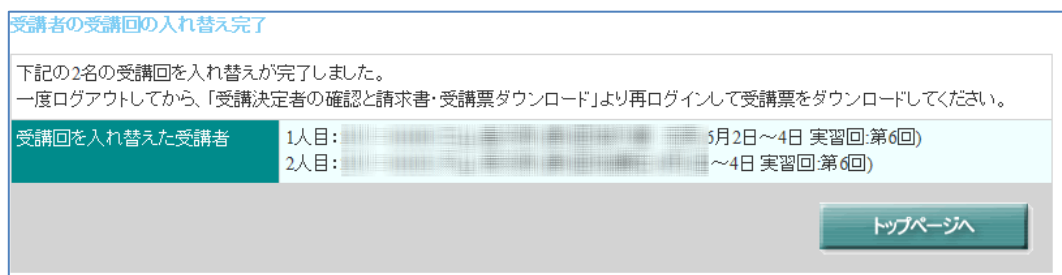 受講者の受講回の入れ替え完了
下記の2名の受講回を入れ替えが完了しました。
一度ログアウトしてから、「受講決定者の確認と請求書・受講票ダウンロード」より再ログインして受講票をダウンロードしてください。
受講回を入れ替えた受講者
1人目: 6月2日～4日 実習回:第6回)
2人目: ～4日 実習回:第6回)
トップページへ